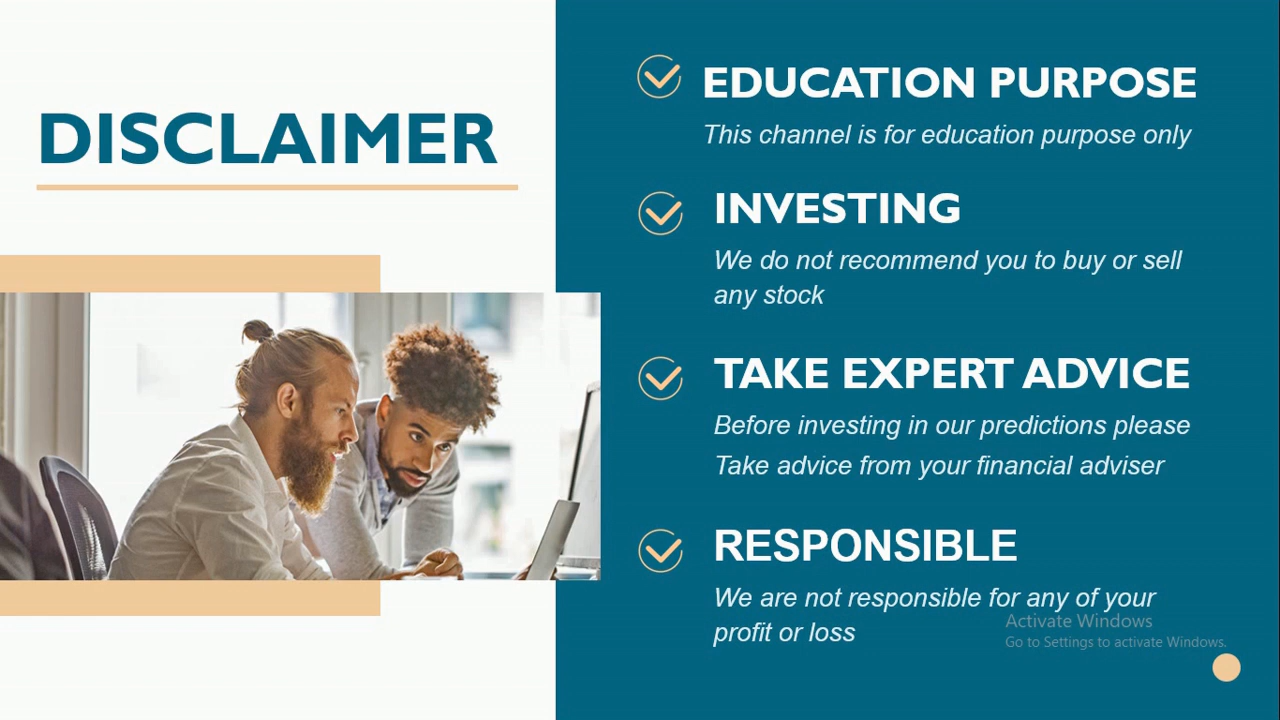 DISCLAIMER
EDUCATION PURPOSE
This channel is for education purpose only
INVESTING
We do not recommend you to buy or sell
any stock
TAKE EXPERT ADVICE
Before investing in our predictions please
Take advice from your financial adviser
RESPONSIBLE
We are not responsible for any of your
profit or loss
Activate Windows
Go to Settings to activate Windows.